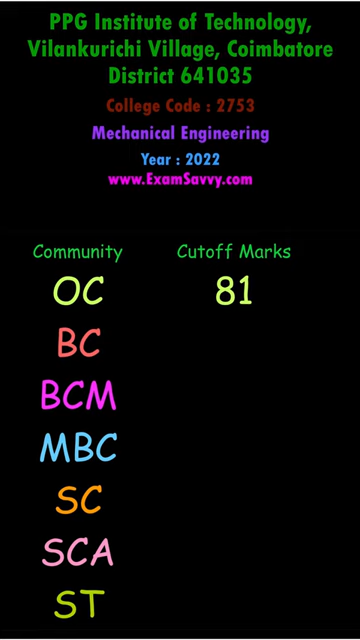 PPG Institute of Technology,
Vilankurichi Village, Coimbatore
District 641035
College Code : 2753
Mechanical Engineering
Year : 2022
www.ExamSavvy.com
Community Cutoff Marks
OC 81
BC
BCM
MBC
SC
SCA
ST